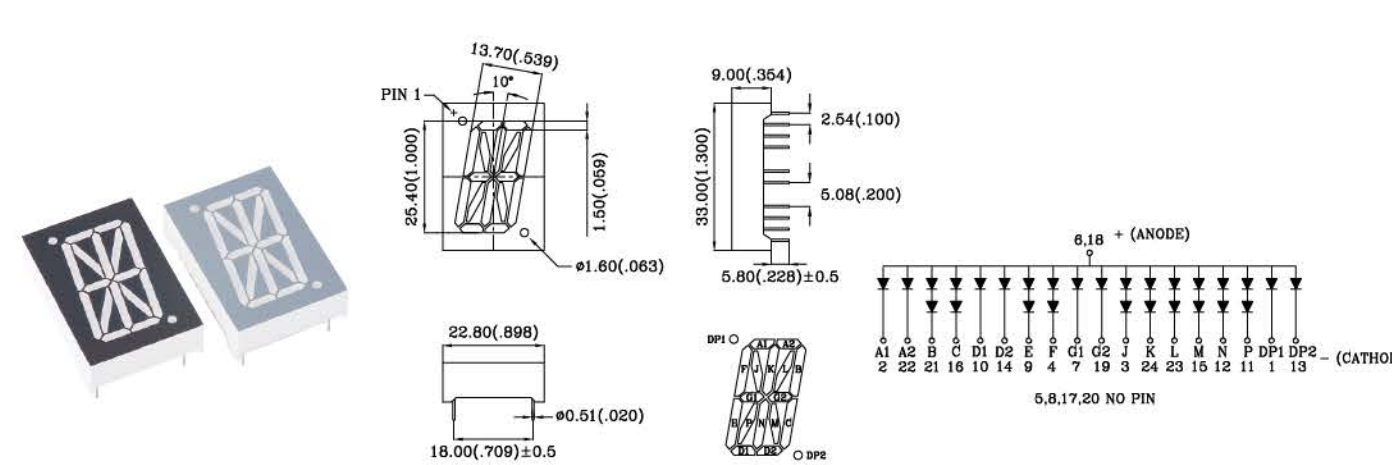 13.70(.539)
10°
PIN 1
25.40(1.000)
1.50(.059)
ø1.60(.063)
9.00(.354)
2.54(.100)
33.00(1.300)
5.08(.200)
5.80(.228)±0.5
22.80(.898)
ø0.51(.020)
18.00(.709)±0.5
DP1
A1 A2
F J K L B
G1 G2
E P N M C
D1 D2
DP2
6,18 + (ANODE)
A1 A2 B C D1 D2 E F G1 G2 J K L M N P DP1 DP2 – (CATHO
2 22 21 16 10 14 9 4 7 19 3 24 23 15 12 11 1 13
5,8,17,20 NO PIN